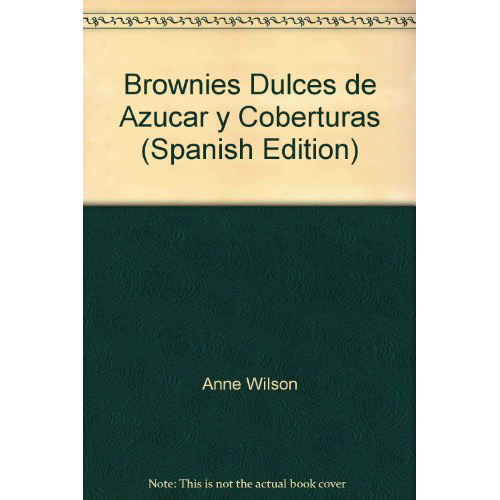 Brownies Dulces de
Azucar y Coberturas
(Spanish Edition)
Anne Wilson
Note: This is not the actual book cover